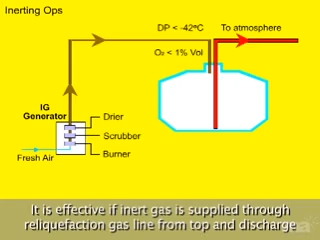 Inerting Ops
DP < -42ºC
To atmosphere
O₂ < 1% Vol
IG
Generator
Drier
Scrubber
Fresh Air
Burner
It is effective if inert gas is supplied through
reliquefaction gas line from top and discharge